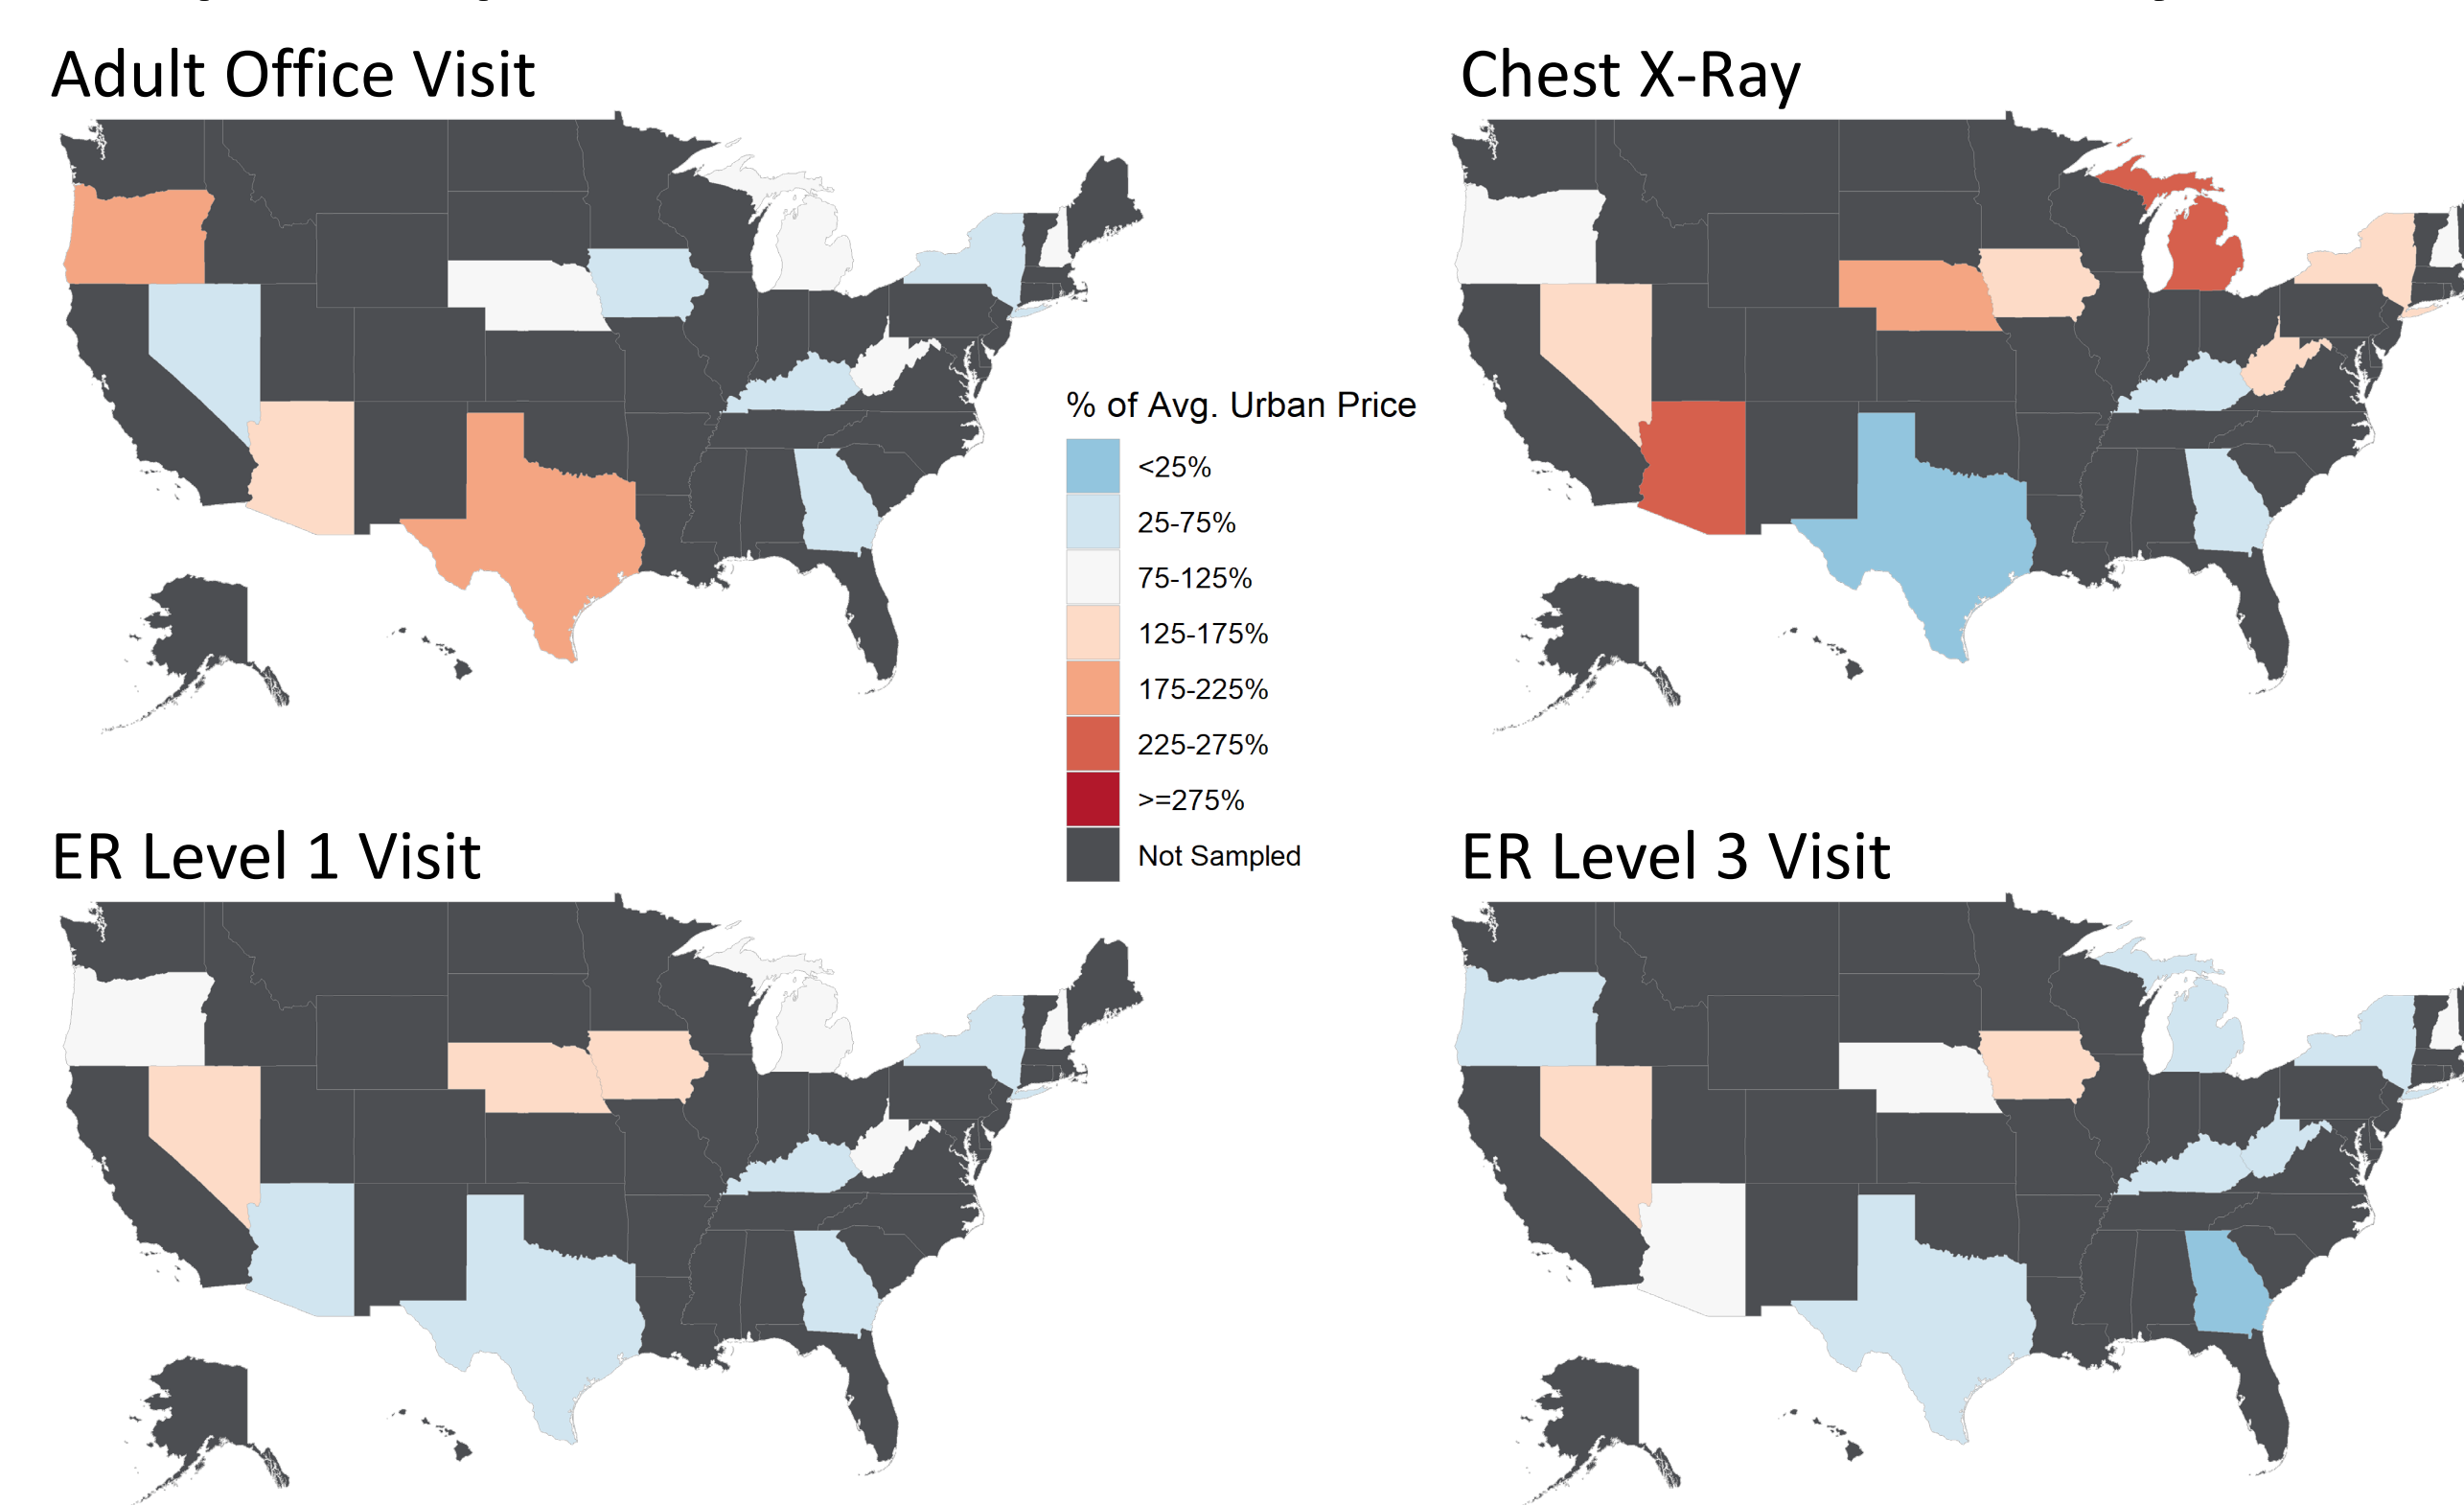 Adult Office Visit
Chest X-Ray
% of Avg. Urban Price
<25%
25-75%
75-125%
125-175%
175-225%
225-275%
>=275%
Not Sampled
ER Level 1 Visit
ER Level 3 Visit